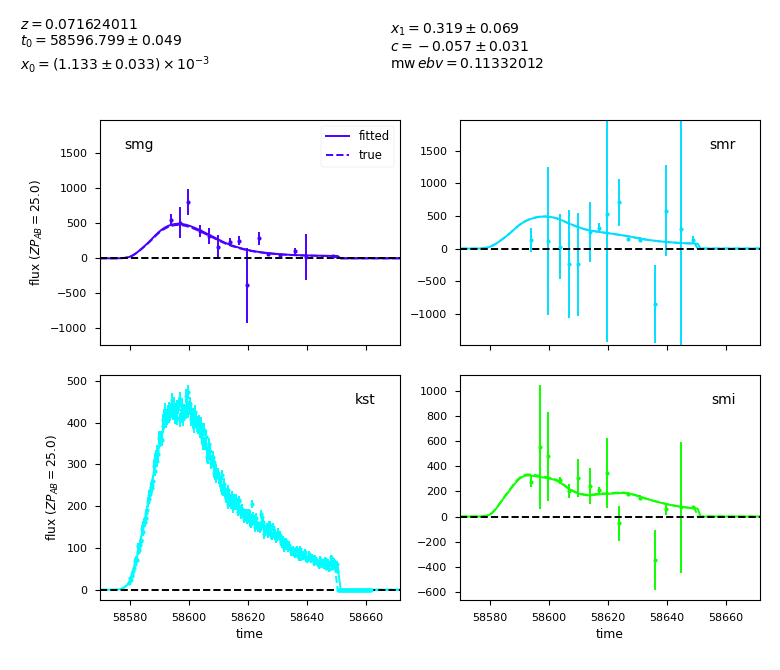 z = 0.071624011
t₀ = 58596.799 ± 0.049
x₀ = (1.133 ± 0.033) × 10⁻³
x₁ = 0.319 ± 0.069
c = −0.057 ± 0.031
mw ebv = 0.11332012
smg
fitted
true
1500
1000
500
0
−500
−1000
flux (ZP_AB = 25.0)
smr
1500
1000
500
0
−500
−1000
kst
500
400
300
200
100
0
flux (ZP_AB = 25.0)
58580 58600 58620 58640 58660
time
smi
1000
800
600
400
200
0
−200
−400
−600
58580 58600 58620 58640 58660
time